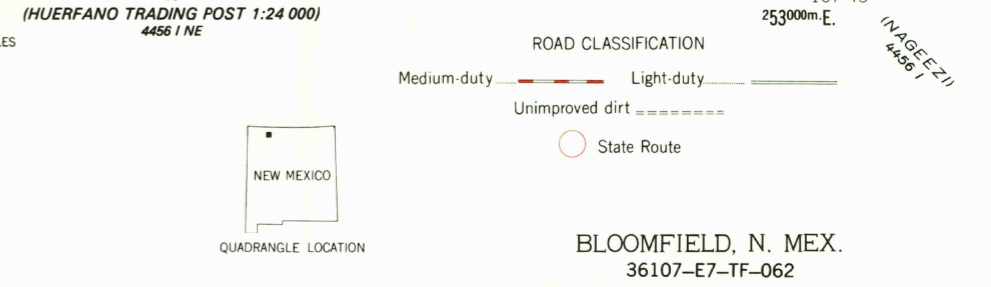 (HUERFANO TRADING POST 1:24 000)
4456 I NE
LES
²53000m.E.
(NAGEEZI)
4456 I
ROAD CLASSIFICATION
Medium-duty Light-duty
Unimproved dirt
State Route
NEW MEXICO
QUADRANGLE LOCATION
BLOOMFIELD, N. MEX.
36107–E7–TF–062